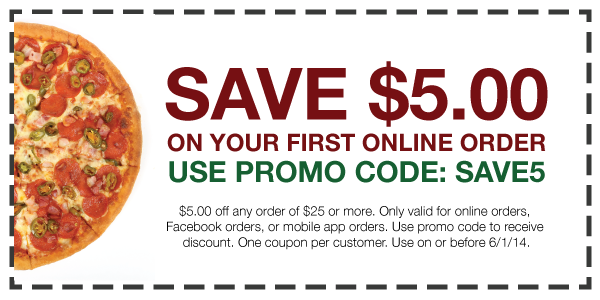 SAVE $5.00
ON YOUR FIRST ONLINE ORDER
USE PROMO CODE: SAVE5
$5.00 off any order of $25 or more. Only valid for online orders,
Facebook orders, or mobile app orders. Use promo code to receive
discount. One coupon per customer. Use on or before 6/1/14.